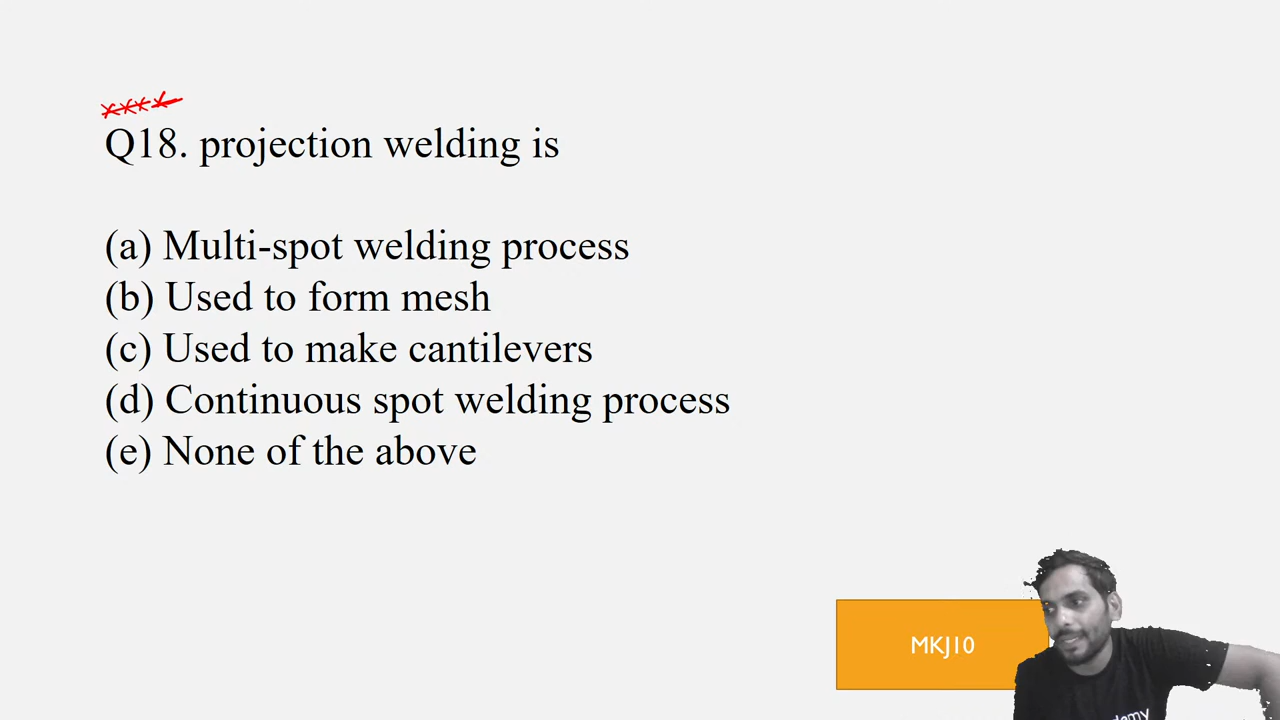 Q18. projection welding is
(a) Multi-spot welding process
(b) Used to form mesh
(c) Used to make cantilevers
(d) Continuous spot welding process
(e) None of the above
MKJ10
demy